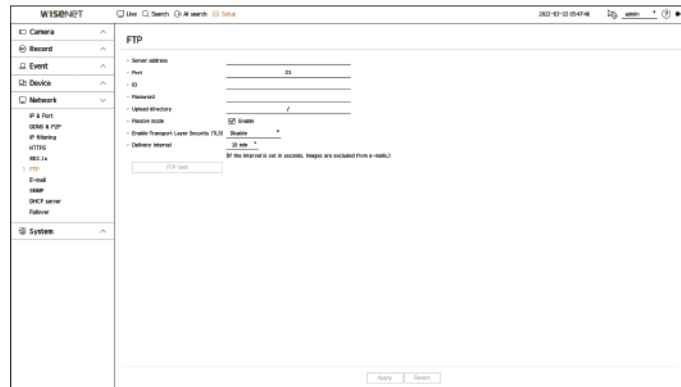 WISENET
Live Search AI search Setup 2022-03-22 05:47:46 admin
Camera
Record
Event
Device
Network
IP & Port
DDNS & P2P
IP filtering
HTTPS
802.1x
FTP
E-mail
SNMP
DHCP server
Failover
System
FTP
Server address
Port 21
ID
Password
Upload directory /
Passive mode Enable
Enable Transport Layer Security (TLS) Disable
Delivery interval 10 min
(If the interval is set in seconds, images are excluded from e-mails.)
FTP test
Apply Revert